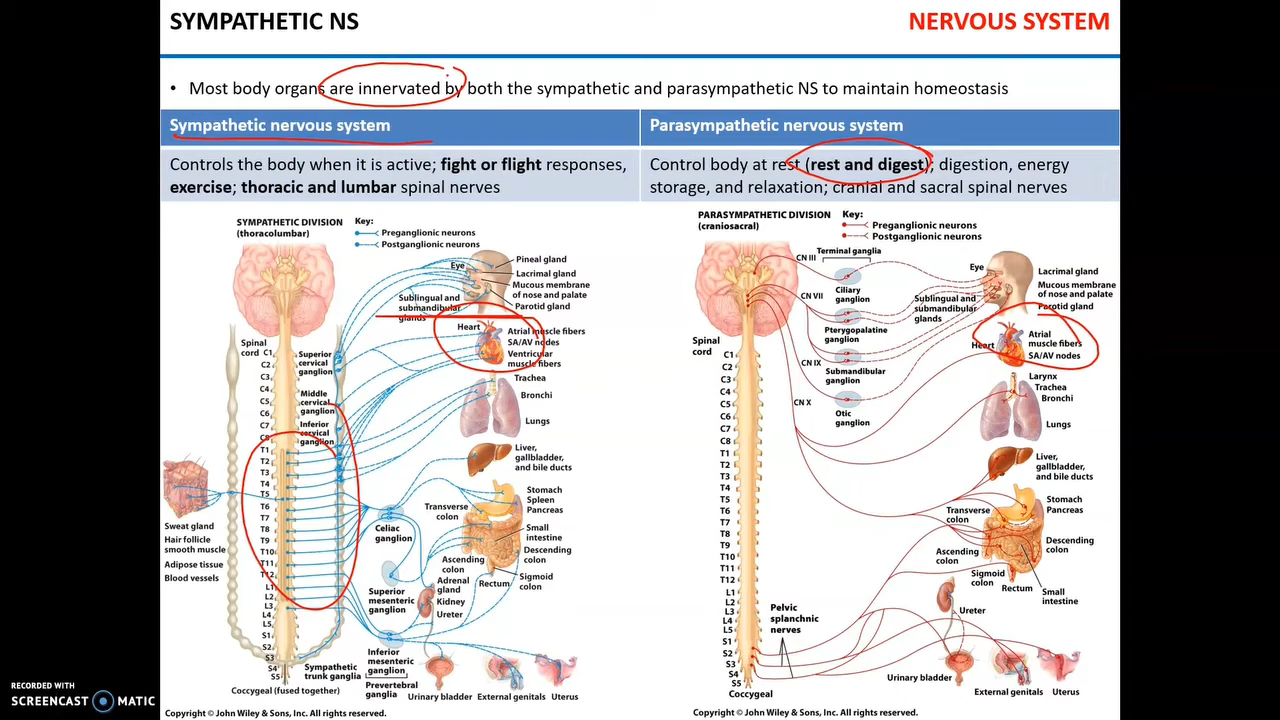 SYMPATHETIC NS
NERVOUS SYSTEM
• Most body organs are innervated by both the sympathetic and parasympathetic NS to maintain homeostasis
Sympathetic nervous system
Parasympathetic nervous system
Controls the body when it is active; fight or flight responses,
exercise; thoracic and lumbar spinal nerves
Control body at rest (rest and digest); digestion, energy
storage, and relaxation; cranial and sacral spinal nerves
SYMPATHETIC DIVISION
(thoracolumbar)
Key:
Preganglionic neurons
Postganglionic neurons
Eye
Pineal gland
Lacrimal gland
Mucous membrane
of nose and palate
Parotid gland
Sublingual and
submandibular
glands
Heart
Atrial muscle fibers
SA/AV nodes
Ventricular
muscle fibers
Spinal
cord
C1
C2
C3
C4
C5
C6
C7
C8
T1
T2
T3
T4
T5
T6
T7
T8
T9
T10
T11
T12
L1
L2
L3
L4
L5
S1
S2
S3
S4
S5
Superior
cervical
ganglion
Middle
cervical
ganglion
Inferior
cervical
ganglion
Trachea
Bronchi
Lungs
Liver,
gallbladder,
and bile ducts
Sweat gland
Hair follicle
smooth muscle
Adipose tissue
Blood vessels
Celiac
ganglion
Transverse
colon
Stomach
Spleen
Pancreas
Small
intestine
Descending
colon
Ascending
colon
Sigmoid
colon
Rectum
Superior
mesenteric
ganglion
Adrenal
gland
Kidney
Ureter
Inferior
mesenteric
ganglion
Prevertebral
ganglia
Sympathetic
trunk ganglia
Coccygeal (fused together)
Urinary bladder
External genitals
Uterus
Copyright © John Wiley & Sons, Inc. All rights reserved.
PARASYMPATHETIC DIVISION
(craniosacral)
Key:
Preganglionic neurons
Postganglionic neurons
Terminal ganglia
CN III
Ciliary
ganglion
CN VII
Pterygopalatine
ganglion
CN IX
Submandibular
ganglion
CN X
Otic
ganglion
Eye
Lacrimal gland
Mucous membrane
of nose and palate
Parotid gland
Sublingual and
submandibular
glands
Heart
Atrial
muscle fibers
SA/AV nodes
Larynx
Trachea
Bronchi
Lungs
Spinal
cord
C1
C2
C3
C4
C5
C6
C7
C8
T1
T2
T3
T4
T5
T6
T7
T8
T9
T10
T11
T12
L1
L2
L3
L4
L5
S1
S2
S3
S4
S5
Coccygeal
Liver,
gallbladder,
and bile ducts
Transverse
colon
Stomach
Pancreas
Ascending
colon
Descending
colon
Sigmoid
colon
Rectum
Small
intestine
Pelvic
splanchnic
nerves
Ureter
Urinary bladder
External genitals
Uterus
Copyright © John Wiley & Sons, Inc. All rights reserved.
RECORDED WITH
SCREENCAST MATIC